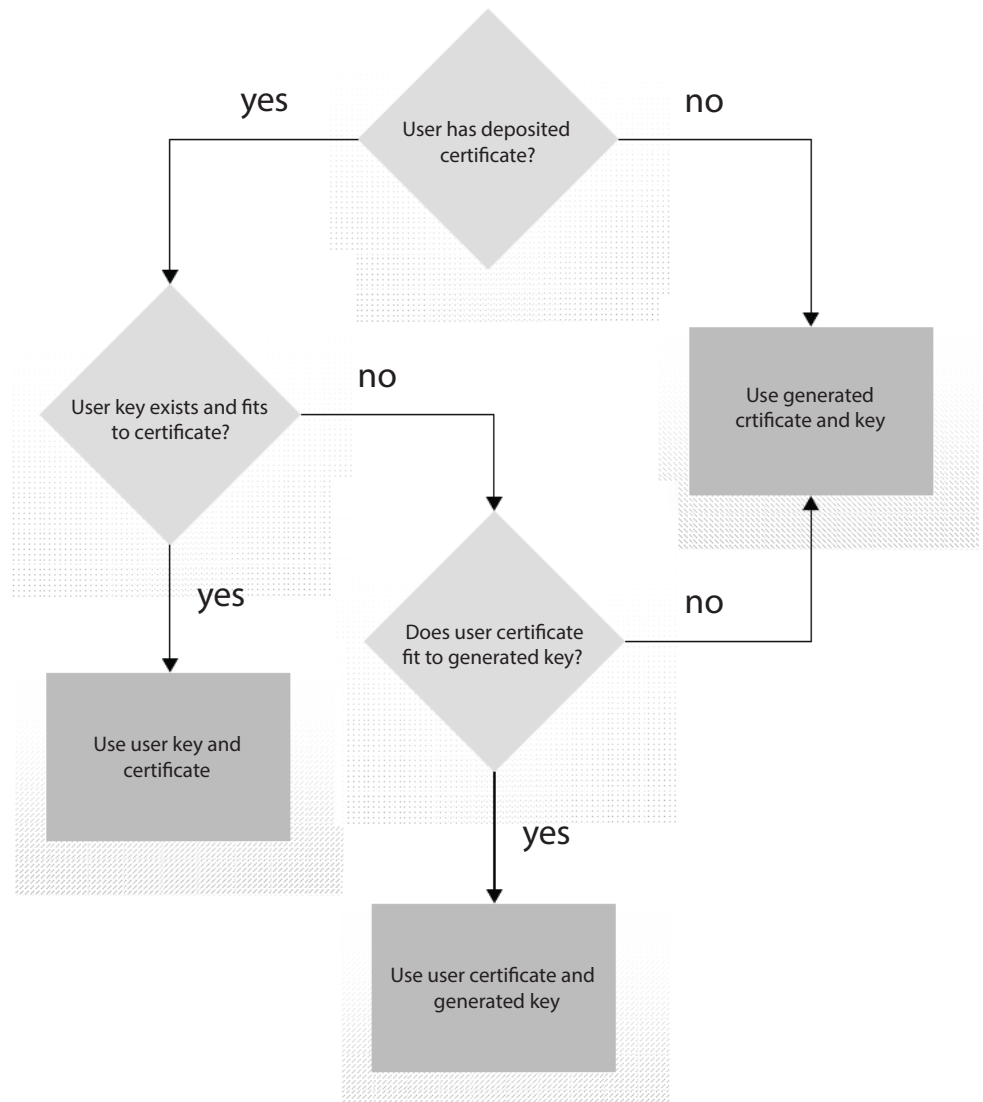 yes
no
User has deposited
certificate?
no
User key exists and fits
to certificate?
Use generated
crtificate and key
yes
no
Does user certificate
fit to generated key?
Use user key and
certificate
yes
Use user certificate and
generated key